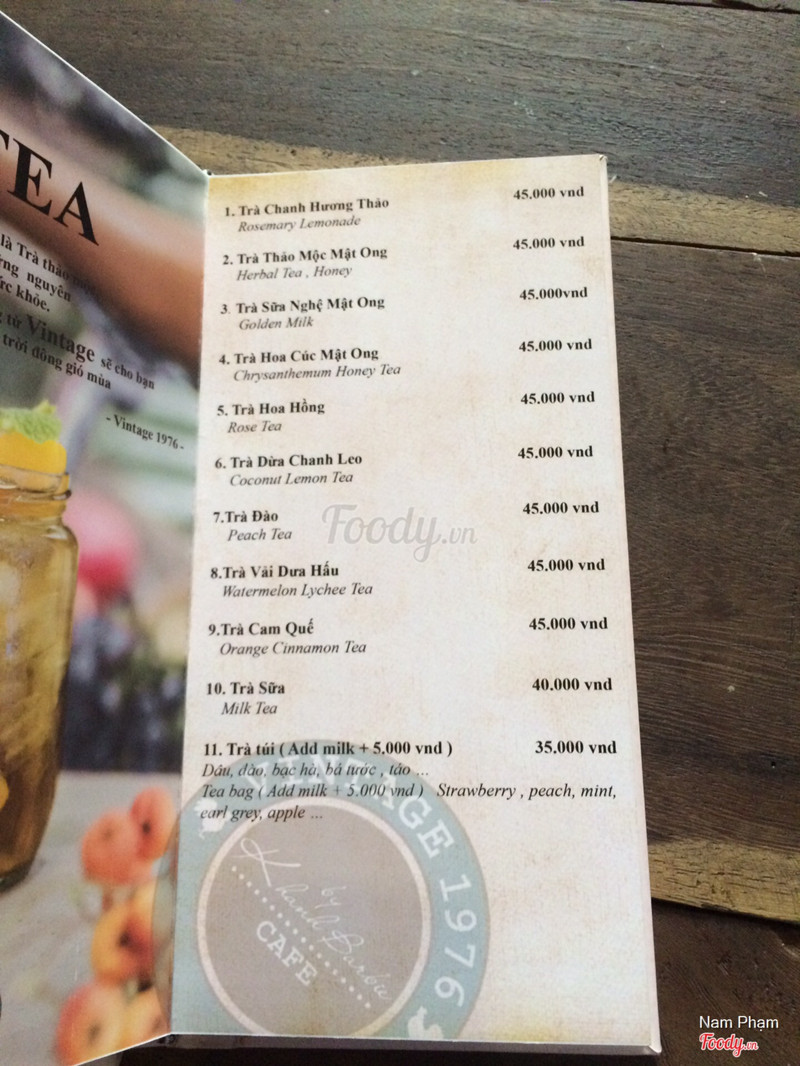 TEA
là Trà thảo mộc
nguyên
khỏe.
từ Vintage sẽ cho bạn
trời đông gió mùa
- Vintage 1976 -
1. Trà Chanh Hương Thảo 45.000 vnd
Rosemary Lemonade
2. Trà Thảo Mộc Mật Ong 45.000 vnd
Herbal Tea , Honey
3. Trà Sữa Nghệ Mật Ong 45.000vnd
Golden Milk
4. Trà Hoa Cúc Mật Ong 45.000 vnd
Chrysanthemum Honey Tea
5. Trà Hoa Hồng 45.000 vnd
Rose Tea
6. Trà Dừa Chanh Leo 45.000 vnd
Coconut Lemon Tea
7.Trà Đào 45.000 vnd
Peach Tea
8.Trà Vải Dưa Hấu 45.000 vnd
Watermelon Lychee Tea
9.Trà Cam Quế 45.000 vnd
Orange Cinnamon Tea
10. Trà Sữa 40.000 vnd
Milk Tea
11. Trà túi ( Add milk + 5.000 vnd ) 35.000 vnd
Dâu, đào, bạc hà, bá tước , táo ...
Tea bag ( Add milk + 5.000 vnd ) Strawberry , peach, mint,
earl grey, apple ...
VINTAGE 1976
by
Khanh Barbie
CAFE
Foody.vn
Nam Phạm
Foody.vn